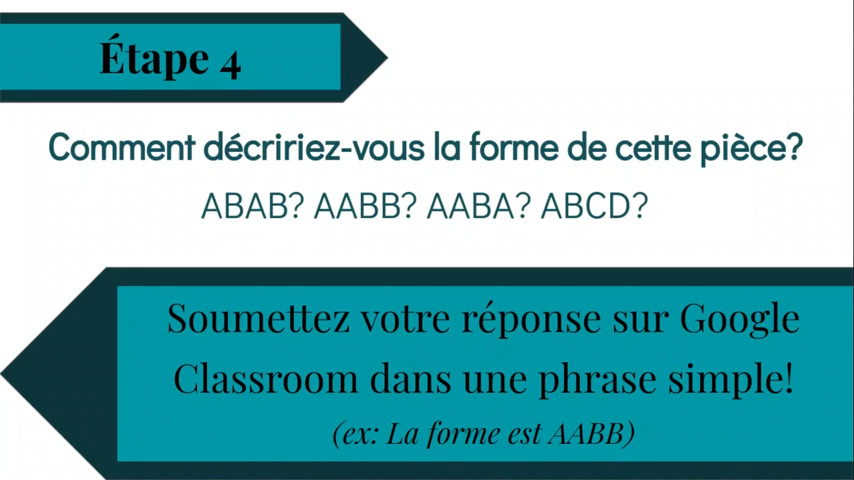 Étape 4
Comment décririez-vous la forme de cette pièce?
ABAB? AABB? AABA? ABCD?
Soumettez votre réponse sur Google
Classroom dans une phrase simple!
(ex: La forme est AABB)